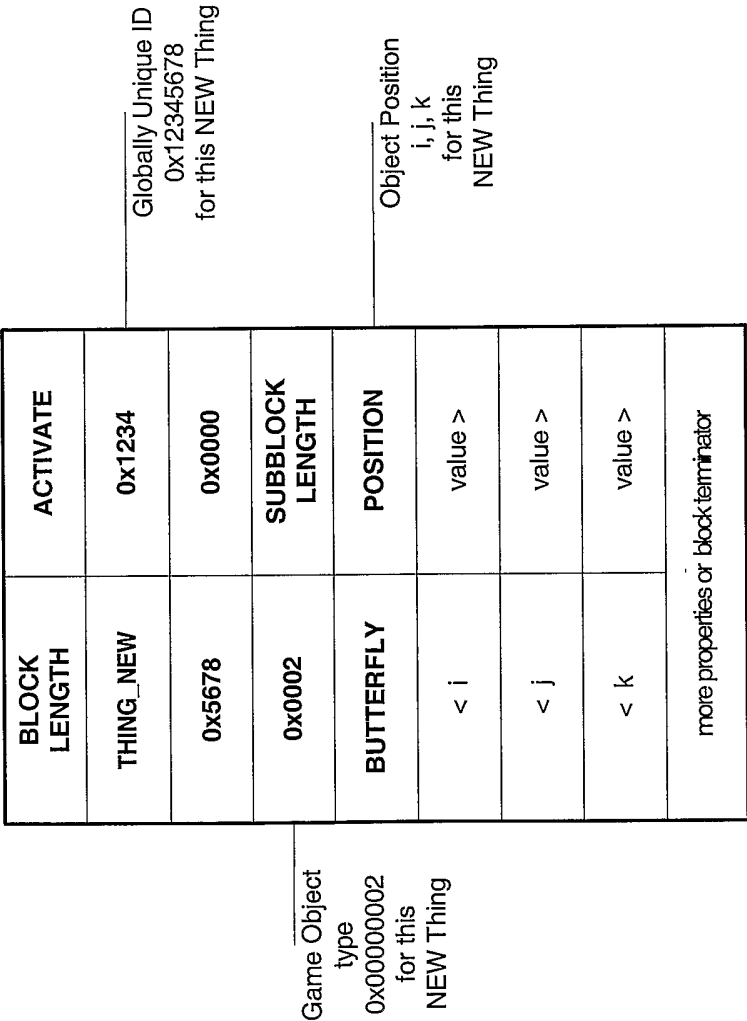 BLOCK
LENGTH
ACTIVATE
THING_NEW
0x1234
0x5678
0x0000
0x0002
SUBBLOCK
LENGTH
BUTTERFLY
POSITION
< i
value >
< j
value >
< k
value >
more properties or block terminator
Globally Unique ID
0x12345678
for this NEW Thing
Game Object
type
0x00000002
for this
NEW Thing
Object Position
i, j, k
for this
NEW Thing